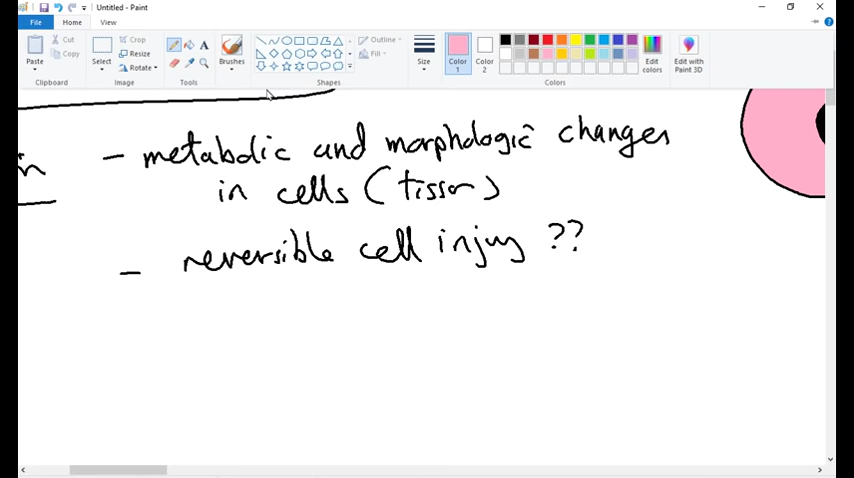 Untitled - Paint
File Home View
Paste Cut Copy Clipboard
Select Crop Resize Rotate Image
Tools
Brushes
Shapes Outline Fill
Size
Color 1 Color 2 Colors
Edit colors
Edit with Paint 3D
- metabolic and morphologic changes
in cells (tissor)
- reversible cell injuy ??